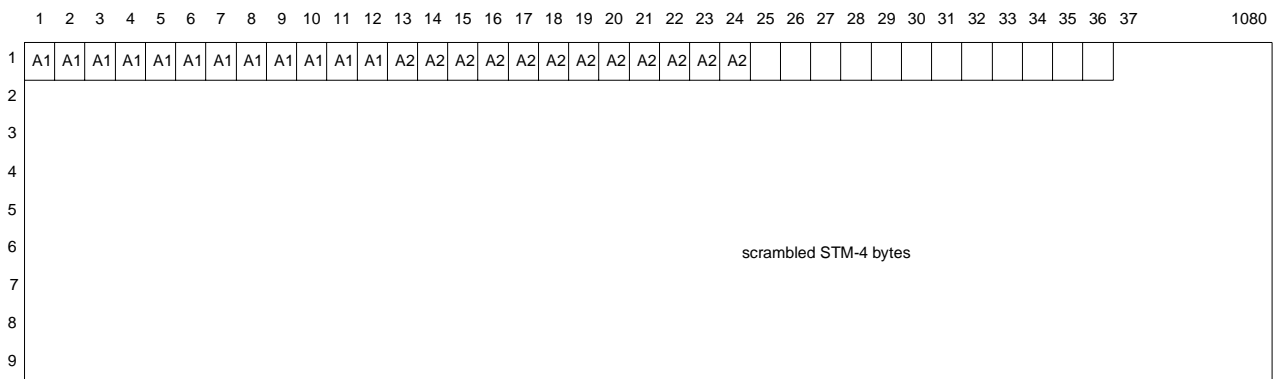 1 2 3 4 5 6 7 8 9 10 11 12 13 14 15 16 17 18 19 20 21 22 23 24 25 26 27 28 29 30 31 32 33 34 35 36 37 1080
1 A1 A1 A1 A1 A1 A1 A1 A1 A1 A1 A1 A1 A2 A2 A2 A2 A2 A2 A2 A2 A2 A2 A2 A2
2
3
4
5
6 scrambled STM-4 bytes
7
8
9